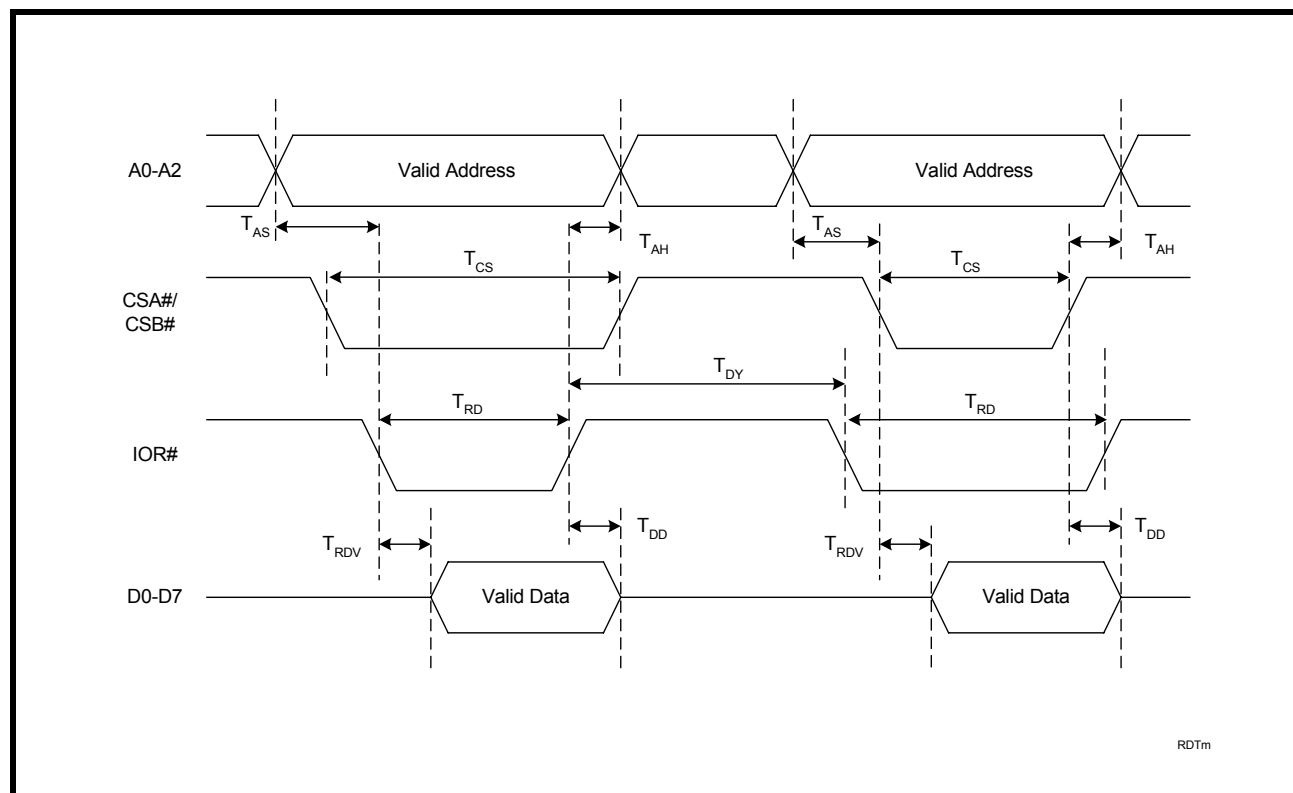 A0-A2
Valid Address
Valid Address
TAS
TAH
TAS
TAH
TCS
TCS
CSA#/
CSB#
TDY
TRD
TRD
IOR#
TRDV
TDD
TRDV
TDD
D0-D7
Valid Data
Valid Data
RDTm